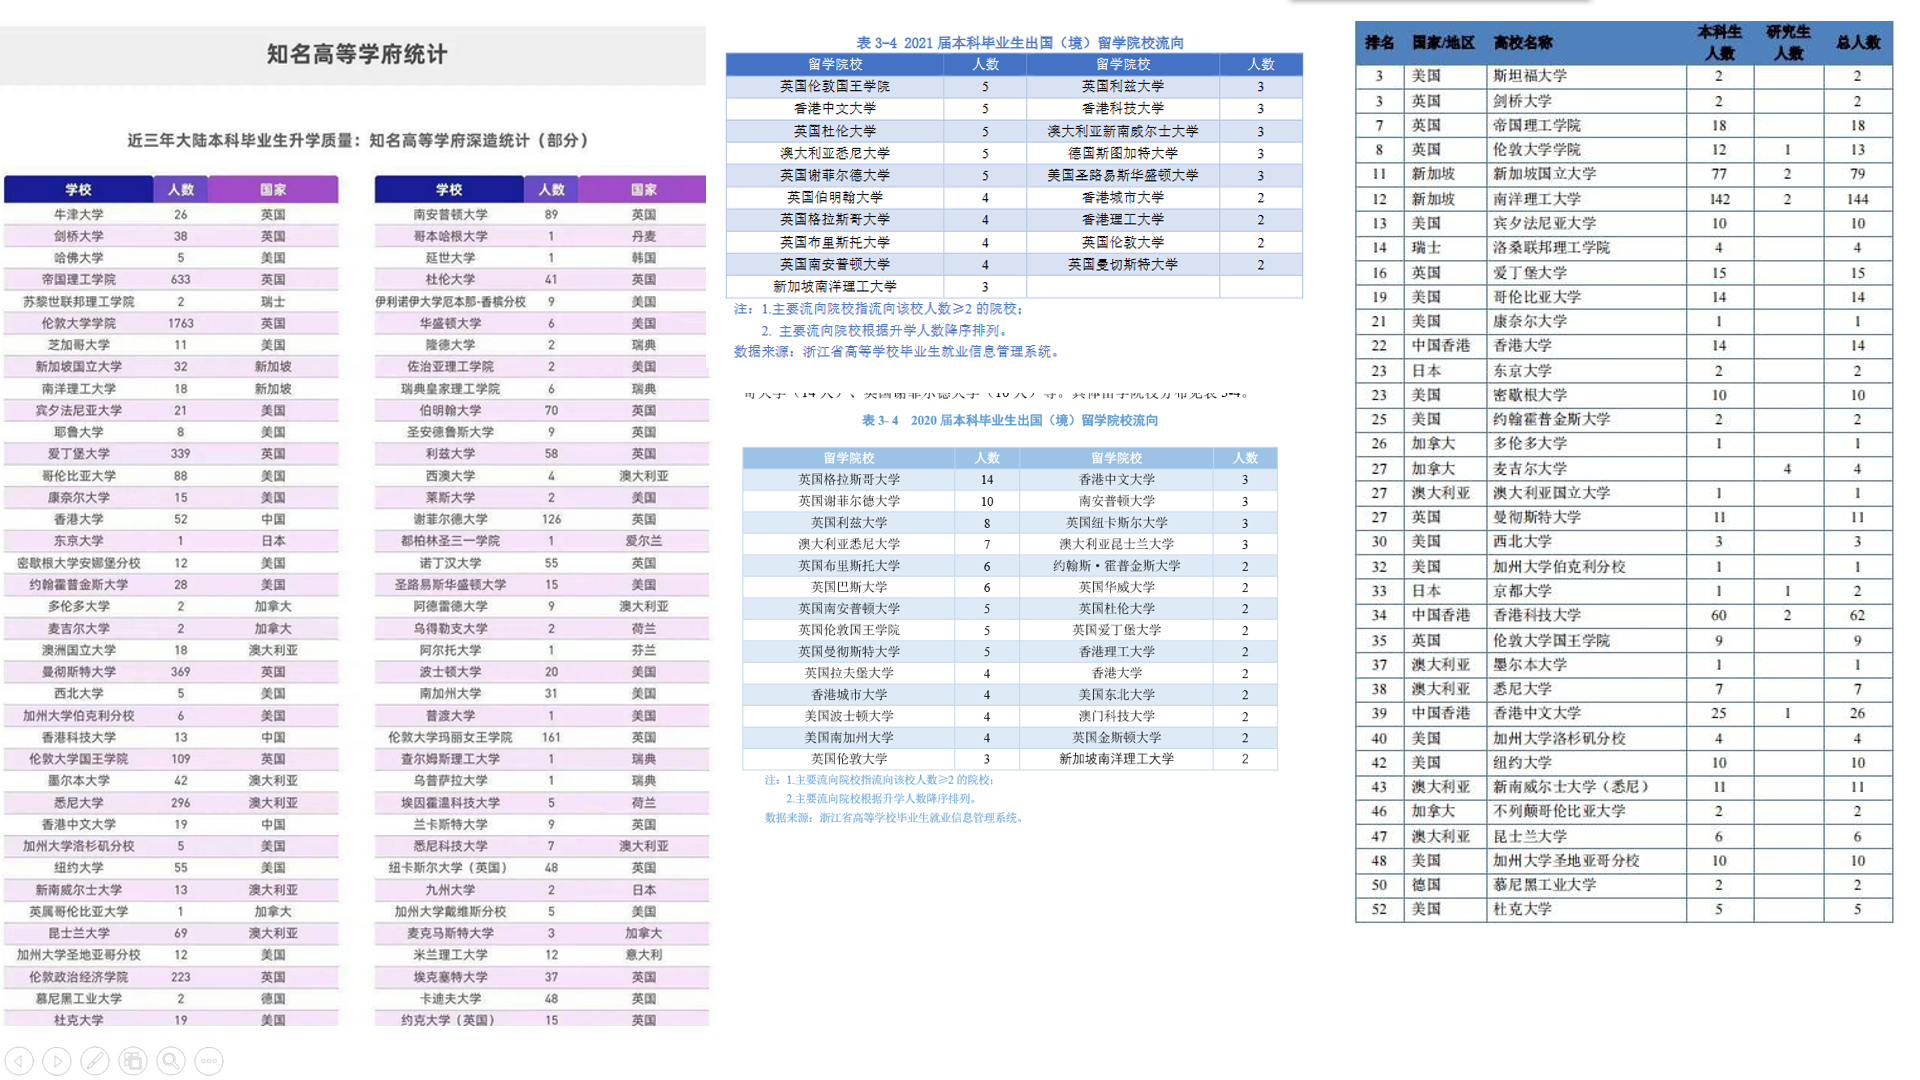 知名高等学府统计
近三年大陆本科毕业生升学质量：知名高等学府深造统计（部分）
学校 人数 国家
牛津大学 26 英国
剑桥大学 38 英国
哈佛大学 5 美国
帝国理工学院 633 英国
苏黎世联邦理工学院 2 瑞士
伦敦大学学院 1763 英国
芝加哥大学 11 美国
新加坡国立大学 32 新加坡
南洋理工大学 18 新加坡
宾夕法尼亚大学 21 美国
耶鲁大学 8 美国
爱丁堡大学 339 英国
哥伦比亚大学 88 美国
康奈尔大学 15 美国
香港大学 52 中国
东京大学 1 日本
密歇根大学安娜堡分校 12 美国
约翰霍普金斯大学 28 美国
多伦多大学 2 加拿大
麦吉尔大学 2 加拿大
澳洲国立大学 18 澳大利亚
曼彻斯特大学 369 英国
西北大学 5 美国
加州大学伯克利分校 6 美国
香港科技大学 13 中国
伦敦大学国王学院 109 英国
墨尔本大学 42 澳大利亚
悉尼大学 296 澳大利亚
香港中文大学 19 中国
加州大学洛杉矶分校 5 美国
纽约大学 55 美国
新南威尔士大学 13 澳大利亚
英属哥伦比亚大学 1 加拿大
昆士兰大学 69 澳大利亚
加州大学圣地亚哥分校 12 美国
伦敦政治经济学院 223 英国
慕尼黑工业大学 2 德国
杜克大学 19 美国
学校 人数 国家
南安普顿大学 89 英国
哥本哈根大学 1 丹麦
延世大学 1 韩国
杜伦大学 41 英国
伊利诺伊大学厄本那-香槟分校 9 美国
华盛顿大学 6 美国
隆德大学 2 瑞典
佐治亚理工学院 2 美国
瑞典皇家理工学院 6 瑞典
伯明翰大学 70 英国
圣安德鲁斯大学 9 英国
利兹大学 58 英国
西澳大学 4 澳大利亚
莱斯大学 2 美国
谢菲尔德大学 126 英国
都柏林圣三一学院 1 爱尔兰
诺丁汉大学 55 英国
圣路易斯华盛顿大学 15 美国
阿德雷德大学 9 澳大利亚
乌得勒支大学 2 荷兰
阿尔托大学 1 芬兰
波士顿大学 20 美国
南加州大学 31 美国
普渡大学 1 美国
伦敦大学玛丽女王学院 161 英国
查尔姆斯理工大学 1 瑞典
乌普萨拉大学 1 瑞典
埃因霍温科技大学 5 荷兰
兰卡斯特大学 9 英国
悉尼科技大学 7 澳大利亚
纽卡斯尔大学（英国） 48 英国
九州大学 2 日本
加州大学戴维斯分校 5 美国
麦克马斯特大学 3 加拿大
米兰理工大学 12 意大利
埃克塞特大学 37 英国
卡迪夫大学 48 英国
约克大学（英国） 15 英国
表 3-4 2021 届本科毕业生出国（境）留学院校流向
留学院校 人数 留学院校 人数
英国伦敦国王学院 5 英国利兹大学 3
香港中文大学 5 香港科技大学 3
英国杜伦大学 5 澳大利亚新南威尔士大学 3
澳大利亚悉尼大学 5 德国斯图加特大学 3
英国谢菲尔德大学 5 美国圣路易斯华盛顿大学 3
英国伯明翰大学 4 香港城市大学 2
英国格拉斯哥大学 4 香港理工大学 2
英国布里斯托大学 4 英国伦敦大学 2
英国南安普顿大学 4 英国曼切斯特大学 2
新加坡南洋理工大学 3
注：1.主要流向院校指流向该校人数≥2 的院校；
2. 主要流向院校根据升学人数降序排列。
数据来源：浙江省高等学校毕业生就业信息管理系统。
哥大学（14 人）、英国谢菲尔德大学（10 人）等。具体留学院校分布见表 3-4。
表 3- 4 2020 届本科毕业生出国（境）留学院校流向
留学院校 人数 留学院校 人数
英国格拉斯哥大学 14 香港中文大学 3
英国谢菲尔德大学 10 南安普顿大学 3
英国利兹大学 8 英国纽卡斯尔大学 3
澳大利亚悉尼大学 7 澳大利亚昆士兰大学 3
英国布里斯托大学 6 约翰斯·霍普金斯大学 2
英国巴斯大学 6 英国华威大学 2
英国南安普顿大学 5 英国杜伦大学 2
英国伦敦国王学院 5 英国爱丁堡大学 2
英国曼彻斯特大学 5 香港理工大学 2
英国拉夫堡大学 4 香港大学 2
香港城市大学 4 美国东北大学 2
美国波士顿大学 4 澳门科技大学 2
美国南加州大学 4 英国金斯顿大学 2
英国伦敦大学 3 新加坡南洋理工大学 2
注：1.主要流向院校指流向该校人数≥2 的院校；
2.主要流向院校根据升学人数降序排列。
数据来源：浙江省高等学校毕业生就业信息管理系统。
排名 国家/地区 高校名称 本科生人数 研究生人数 总人数
3 美国 斯坦福大学 2 2
3 英国 剑桥大学 2 2
7 英国 帝国理工学院 18 18
8 英国 伦敦大学学院 12 1 13
11 新加坡 新加坡国立大学 77 2 79
12 新加坡 南洋理工大学 142 2 144
13 美国 宾夕法尼亚大学 10 10
14 瑞士 洛桑联邦理工学院 4 4
16 英国 爱丁堡大学 15 15
19 美国 哥伦比亚大学 14 14
21 美国 康奈尔大学 1 1
22 中国香港 香港大学 14 14
23 日本 东京大学 2 2
23 美国 密歇根大学 10 10
25 美国 约翰霍普金斯大学 2 2
26 加拿大 多伦多大学 1 1
27 加拿大 麦吉尔大学 4 4
27 澳大利亚 澳大利亚国立大学 1 1
27 英国 曼彻斯特大学 11 11
30 美国 西北大学 3 3
32 美国 加州大学伯克利分校 1 1
33 日本 京都大学 1 1 2
34 中国香港 香港科技大学 60 2 62
35 英国 伦敦大学国王学院 9 9
37 澳大利亚 墨尔本大学 1 1
38 澳大利亚 悉尼大学 7 7
39 中国香港 香港中文大学 25 1 26
40 美国 加州大学洛杉矶分校 4 4
42 美国 纽约大学 10 10
43 澳大利亚 新南威尔士大学（悉尼） 11 11
46 加拿大 不列颠哥伦比亚大学 2 2
47 澳大利亚 昆士兰大学 6 6
48 美国 加州大学圣地亚哥分校 10 10
50 德国 慕尼黑工业大学 2 2
52 美国 杜克大学 5 5